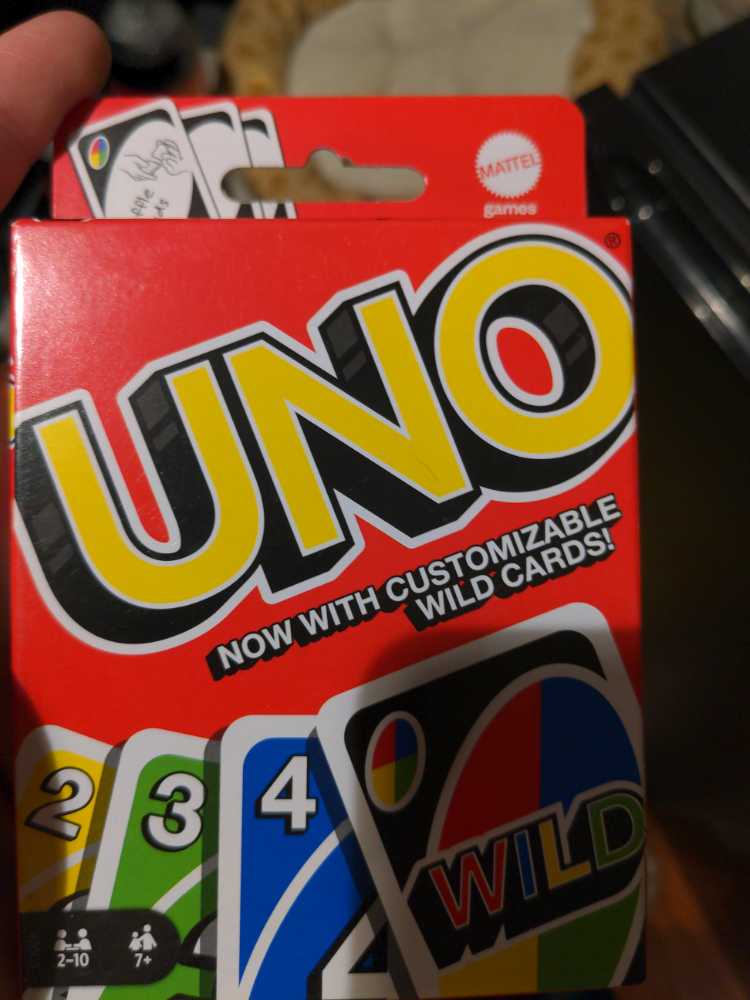 MATTEL
games
UNO
®
NOW WITH CUSTOMIZABLE
WILD CARDS!
2
3
4
WILD
2-10
7+